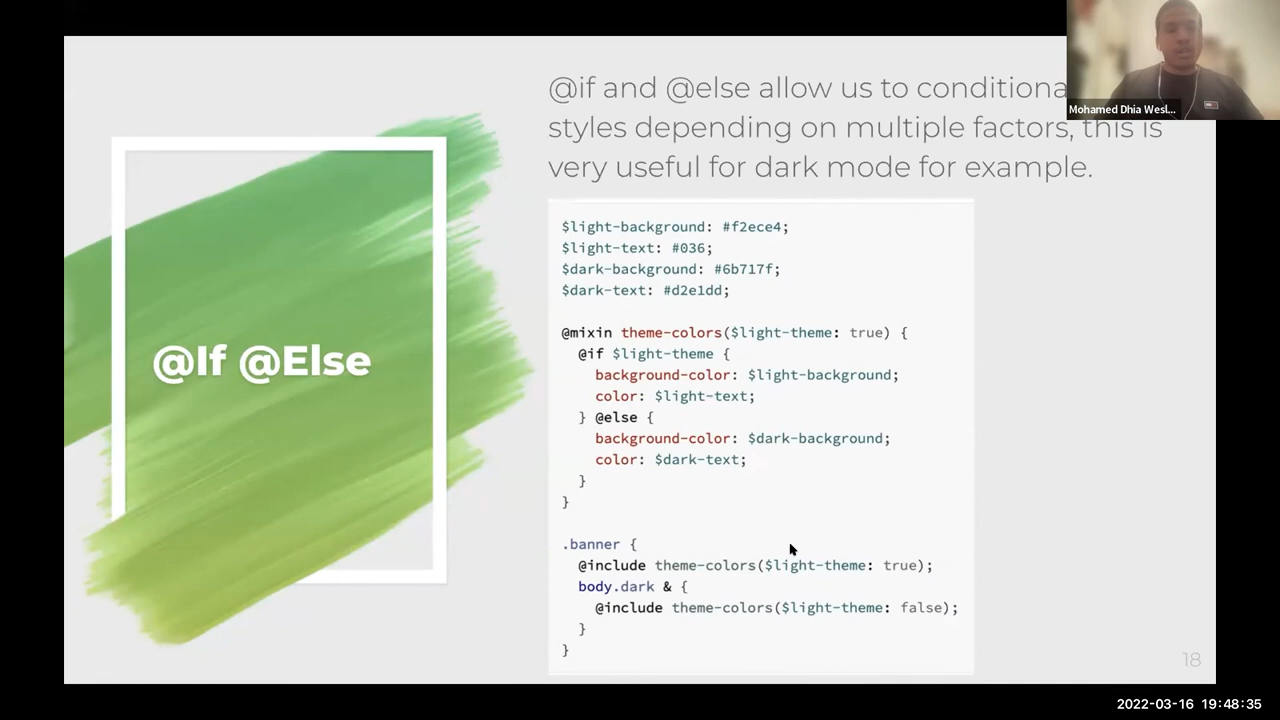 @if and @else allow us to conditiona
styles depending on multiple factors, this is
very useful for dark mode for example.
Mohamed Dhia Wesl...
@If @Else
$light-background: #f2ece4;
$light-text: #036;
$dark-background: #6b717f;
$dark-text: #d2e1dd;
@mixin theme-colors($light-theme: true) {
@if $light-theme {
background-color: $light-background;
color: $light-text;
} @else {
background-color: $dark-background;
color: $dark-text;
}
}
.banner {
@include theme-colors($light-theme: true);
body.dark & {
@include theme-colors($light-theme: false);
}
}
18
2022-03-16 19:48:35